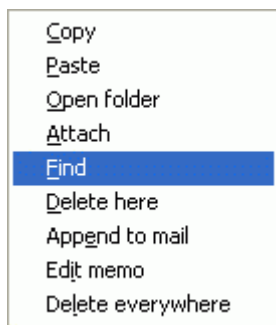 Copy
Paste
Open folder
Attach
Find
Delete here
Append to mail
Edit memo
Delete everywhere